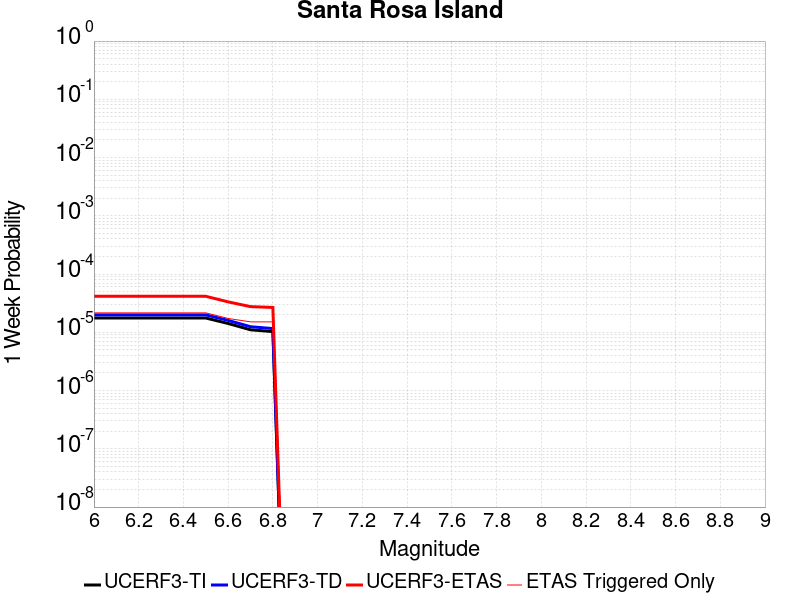 Santa Rosa Island
10^0
10^-1
10^-2
10^-3
10^-4
10^-5
10^-6
10^-7
10^-8
1 Week Probability
6 6.2 6.4 6.6 6.8 7 7.2 7.4 7.6 7.8 8 8.2 8.4 8.6 8.8 9
Magnitude
UCERF3-TI UCERF3-TD UCERF3-ETAS ETAS Triggered Only